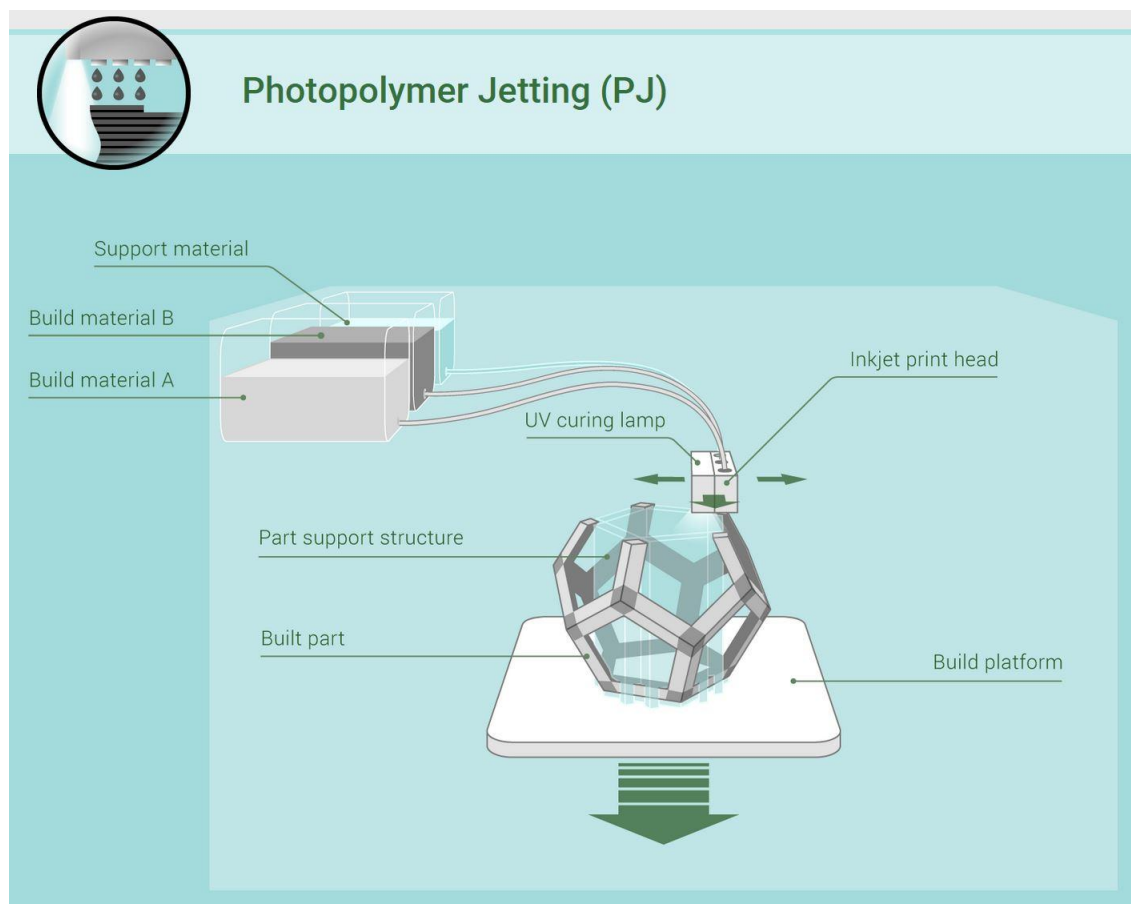 Photopolymer Jetting (PJ)
Support material
Build material B
Build material A
Inkjet print head
UV curing lamp
Part support structure
Built part
Build platform